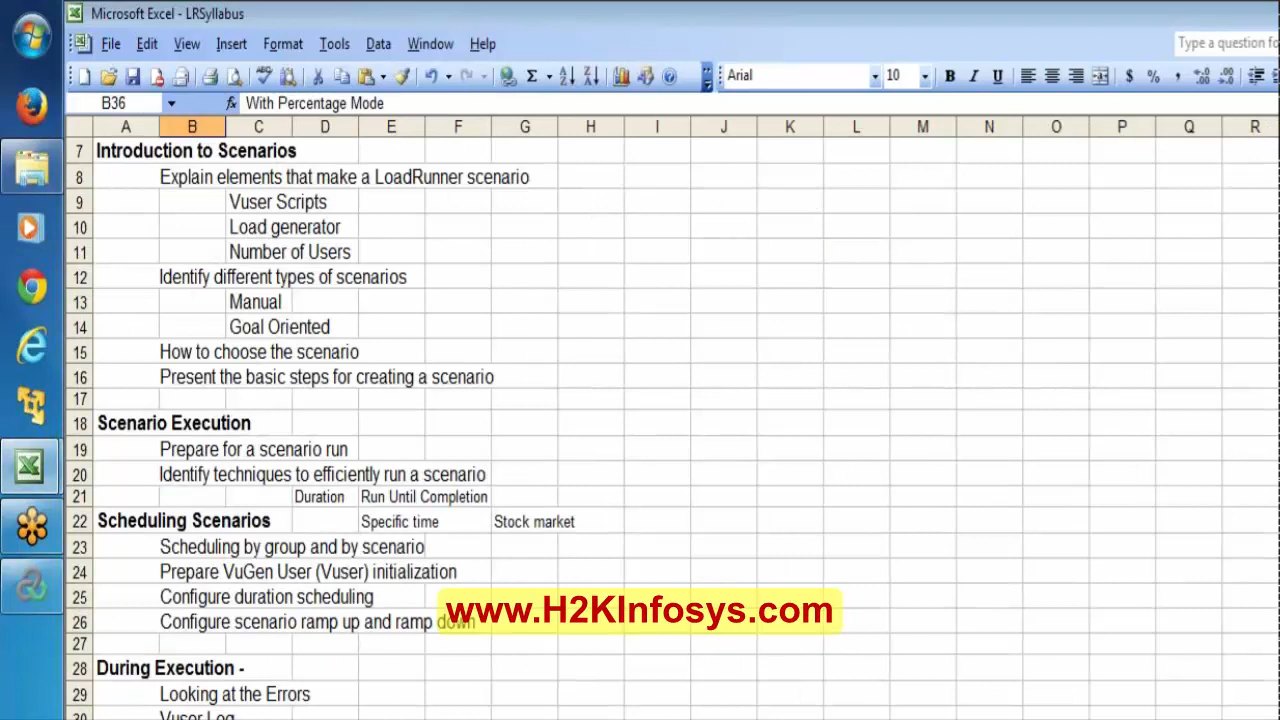 Microsoft Excel - LRSyllabus
File Edit View Insert Format Tools Data Window Help
Type a question fo
Arial 10 B I U $ %
B36 fx With Percentage Mode
A B C D E F G H I J K L M N O P Q R
7 Introduction to Scenarios
8 Explain elements that make a LoadRunner scenario
9 Vuser Scripts
10 Load generator
11 Number of Users
12 Identify different types of scenarios
13 Manual
14 Goal Oriented
15 How to choose the scenario
16 Present the basic steps for creating a scenario
17
18 Scenario Execution
19 Prepare for a scenario run
20 Identify techniques to efficiently run a scenario
21 Duration Run Until Completion
22 Scheduling Scenarios Specific time Stock market
23 Scheduling by group and by scenario
24 Prepare VuGen User (Vuser) initialization
25 Configure duration scheduling
www.H2KInfosys.com
26 Configure scenario ramp up and ramp down
27
28 During Execution -
29 Looking at the Errors
30 Vuser Log